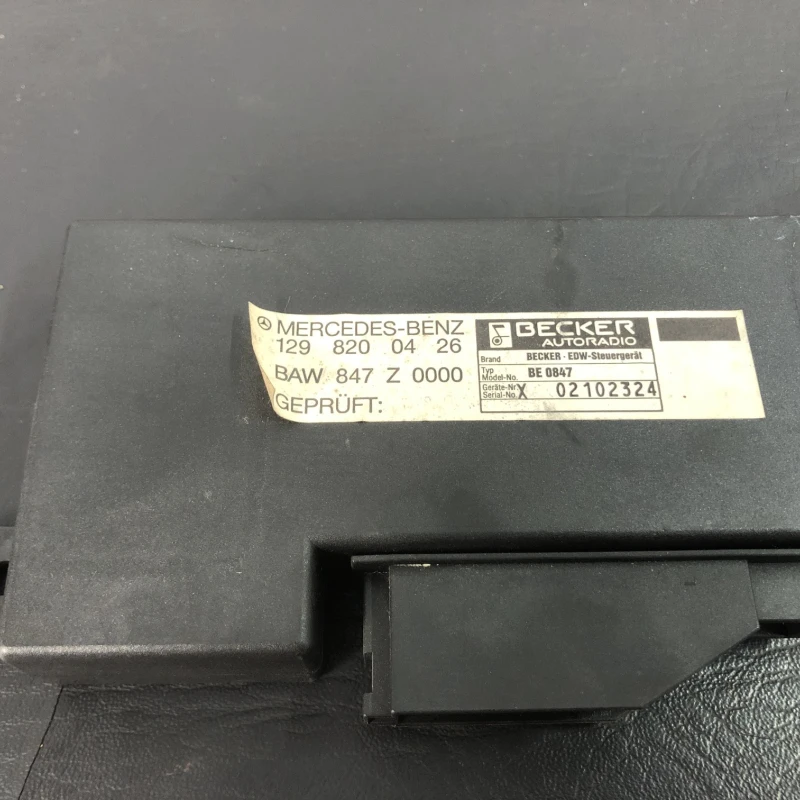 MERCEDES-BENZ
129 820 04 26
BAW 847 Z 0000
GEPRÜFT:
BECKER
AUTORADIO
Brand BECKER - EDW-Steuergerät
Typ
Model-No. BE 0847
Geräte-Nr.
Serial-No. X 02102324